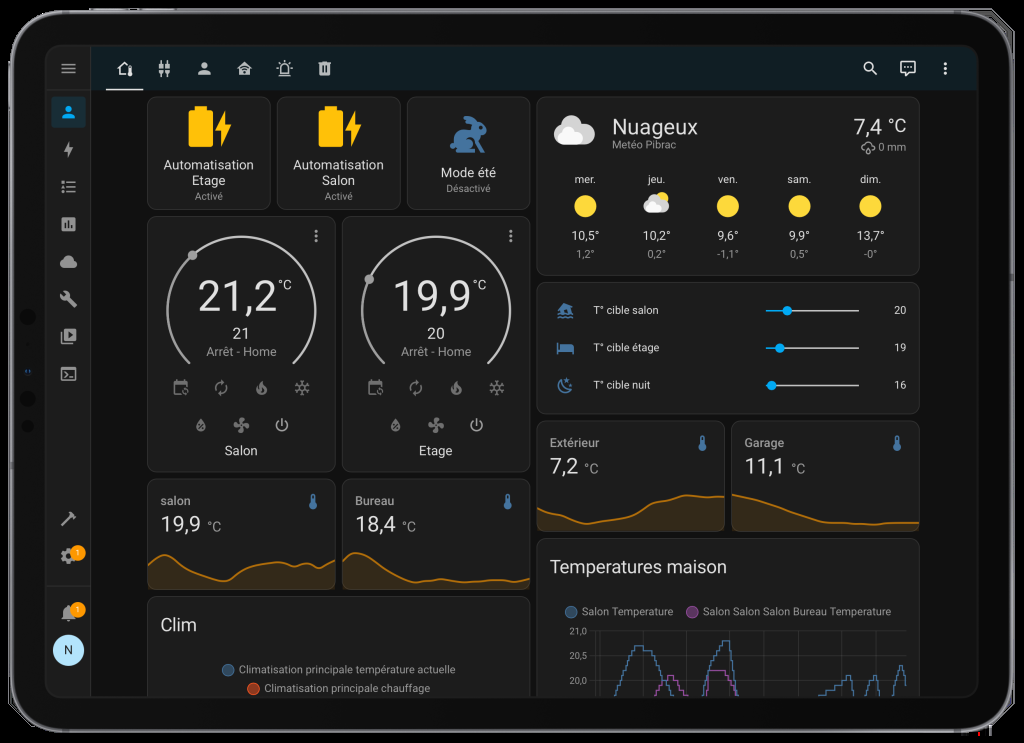 Automatisation
Etage
Activé
Automatisation
Salon
Activé
Mode été
Désactivé
Nuageux
Metéo Pibrac
7,4 °C
0 mm
mer.
jeu.
ven.
sam.
dim.
10,5°
10,2°
9,6°
9,9°
13,7°
1,2°
0,2°
-1,1°
0,5°
-0°
21,2 °C
21
Arrêt - Home
Salon
19,9 °C
20
Arrêt - Home
Etage
T° cible salon
20
T° cible étage
19
T° cible nuit
16
Extérieur
7,2 °C
Garage
11,1 °C
salon
19,9 °C
Bureau
18,4 °C
Clim
Climatisation principale température actuelle
Climatisation principale chauffage
Temperatures maison
Salon Temperature
Salon Salon Salon Bureau Temperature
21,0
20,5
20,0
1
1
N